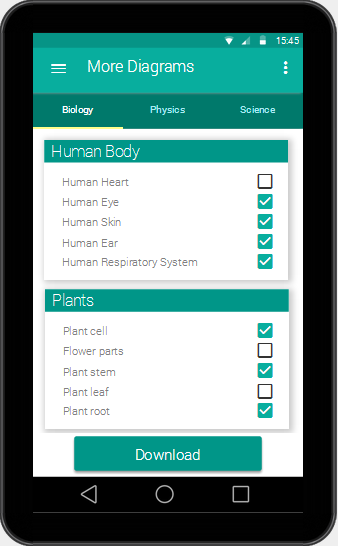 15:45
More Diagrams
Biology Physics Science
Human Body
Human Heart
Human Eye
Human Skin
Human Ear
Human Respiratory System
Plants
Plant cell
Flower parts
Plant stem
Plant leaf
Plant root
Download